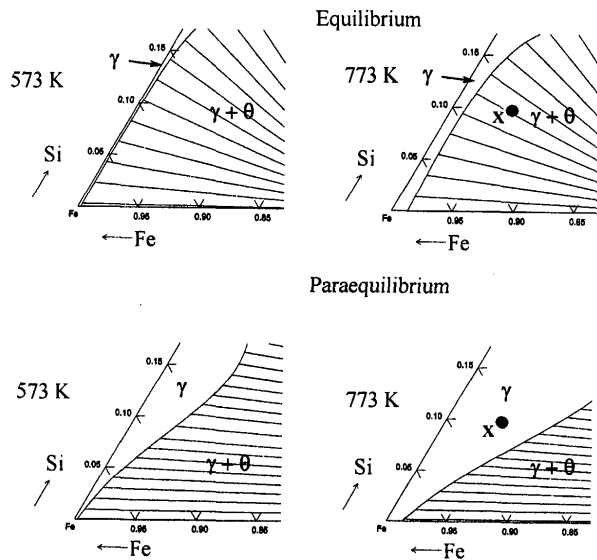 Equilibrium
573 K
γ
0.15
0.10
0.05
γ + θ
Si
Fe
0.95
0.90
0.85
← Fe
773 K
γ
0.15
0.10
0.05
X
γ + θ
Si
Fe
0.95
0.90
0.85
← Fe
Paraequilibrium
573 K
γ
0.15
0.10
0.05
γ + θ
Si
Fe
0.95
0.90
0.85
← Fe
773 K
γ
0.15
0.10
0.05
X
γ + θ
Si
Fe
0.95
0.90
0.85
← Fe